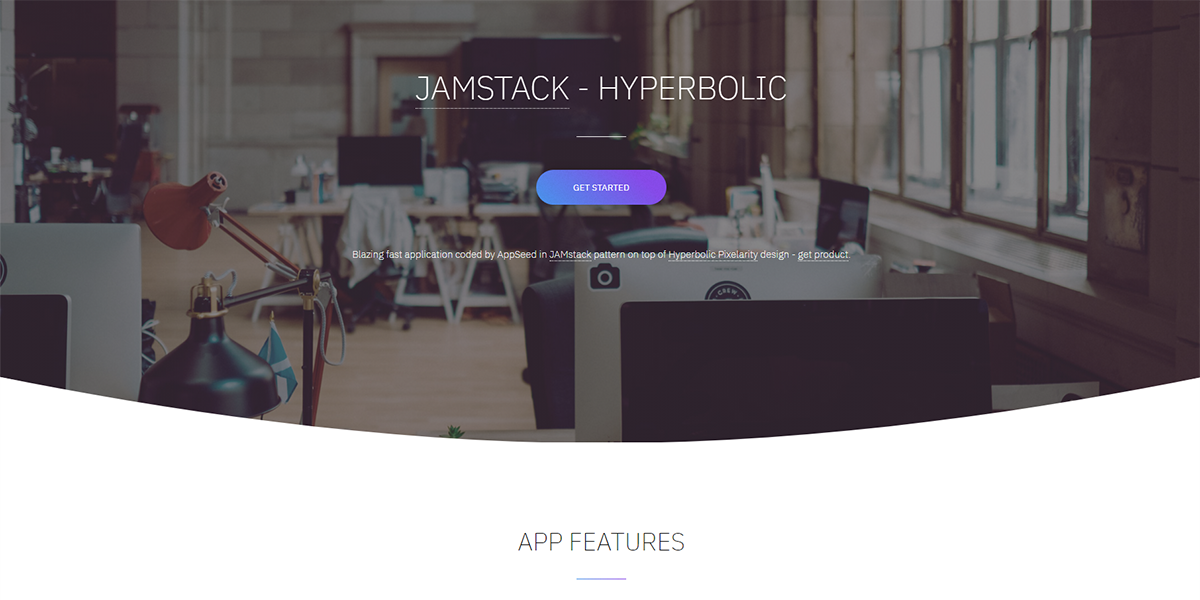 JAMSTACK - HYPERBOLIC
GET STARTED
Blazing fast application coded by AppSeed in JAMstack pattern on top of Hyperbolic Pixelarity design - get product.
CREW
APP FEATURES